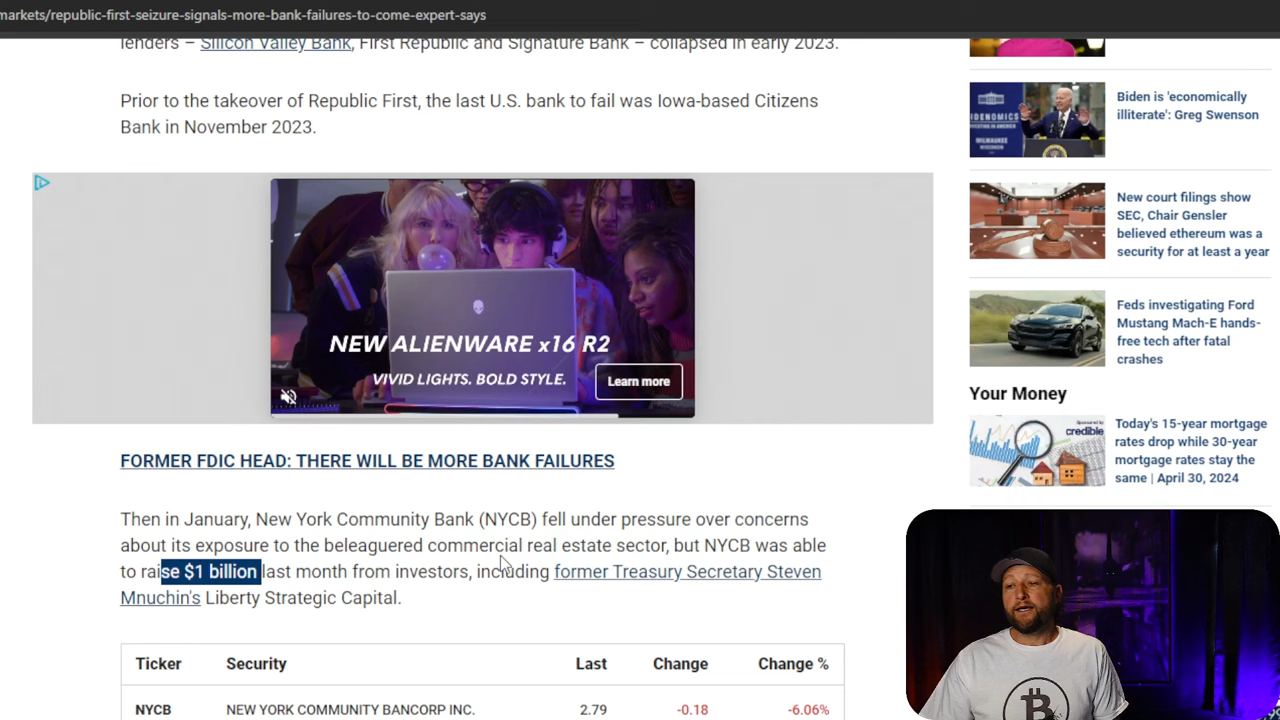 markets/republic-first-seizure-signals-more-bank-failures-to-come-expert-says
lenders – Silicon Valley Bank, First Republic and Signature Bank – collapsed in early 2023.
Prior to the takeover of Republic First, the last U.S. bank to fail was Iowa-based Citizens
Bank in November 2023.
NEW ALIENWARE x16 R2
VIVID LIGHTS. BOLD STYLE.
Learn more
FORMER FDIC HEAD: THERE WILL BE MORE BANK FAILURES
Then in January, New York Community Bank (NYCB) fell under pressure over concerns
about its exposure to the beleaguered commercial real estate sector, but NYCB was able
to raise $1 billion last month from investors, including former Treasury Secretary Steven
Mnuchin's Liberty Strategic Capital.
Ticker Security Last Change Change %
NYCB NEW YORK COMMUNITY BANCORP INC. 2.79 -0.18 -6.06%
Biden is 'economically
illiterate': Greg Swenson
New court filings show
SEC, Chair Gensler
believed ethereum was a
security for at least a year
Feds investigating Ford
Mustang Mach-E hands-
free tech after fatal
crashes
Your Money
Sponsored by
credible
Today's 15-year mortgage
rates drop while 30-year
mortgage rates stay the
same | April 30, 2024